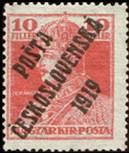 10 10
FILLÉR
POŠTA
ČESKOSLOVENSKÁ
1919
MAGYAR KIR. POSTA